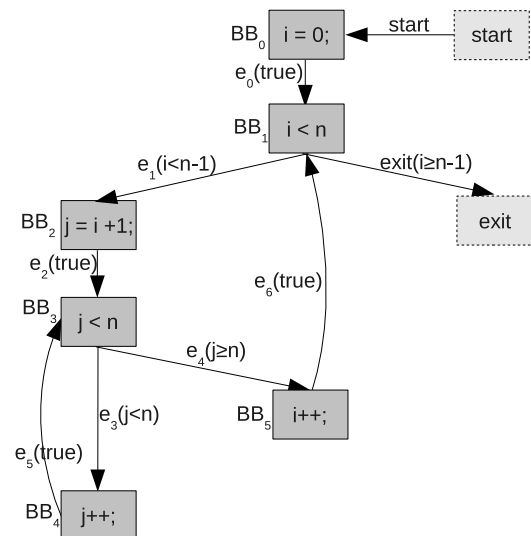 BB₀
i = 0;
start
start
e₀(true)
BB₁
i < n
e₁(i<n-1)
exit(i≥n-1)
BB₂
j = i +1;
exit
e₂(true)
e₆(true)
BB₃
j < n
e₄(j≥n)
BB₅
i++;
e₃(j<n)
e₅(true)
BB₄
j++;